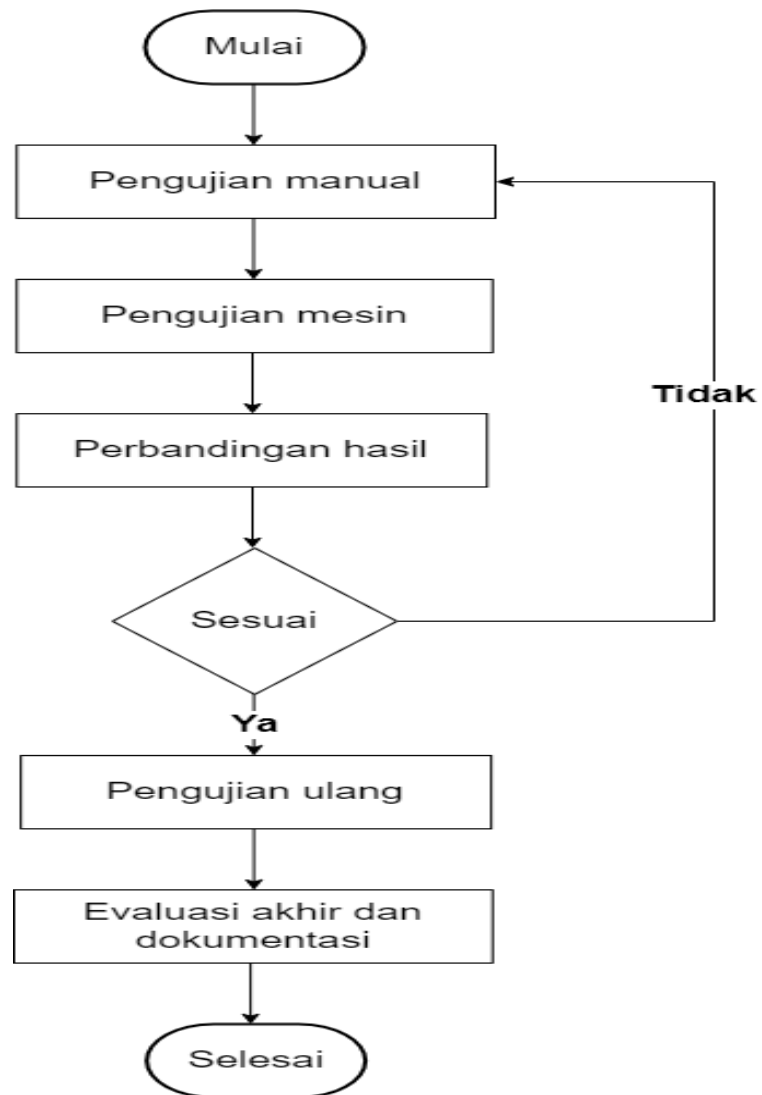 Mulai
Pengujian manual
Pengujian mesin
Tidak
Perbandingan hasil
Sesuai
Ya
Pengujian ulang
Evaluasi akhir dan
dokumentasi
Selesai